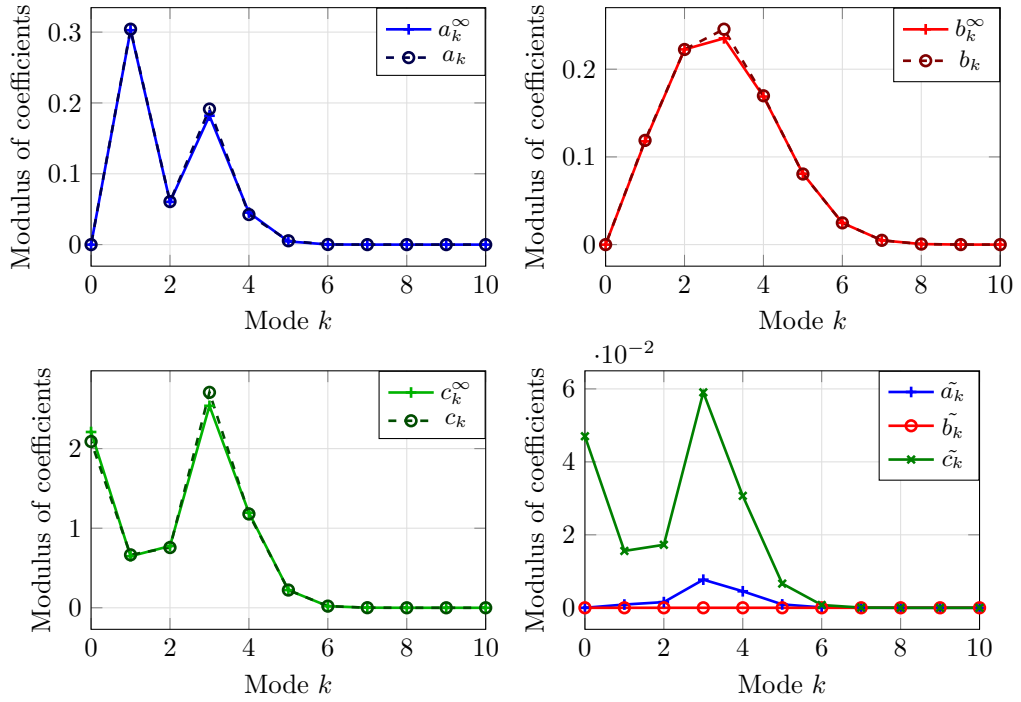 0.3
0.2
0.1
0
0 2 4 6 8 10
Mode k
Modulus of coefficients
a_k^∞
a_k
0.2
0.1
0
0 2 4 6 8 10
Mode k
Modulus of coefficients
b_k^∞
b_k
2
1
0
0 2 4 6 8 10
Mode k
Modulus of coefficients
c_k^∞
c_k
·10^−2
6
4
2
0
0 2 4 6 8 10
Mode k
Modulus of coefficients
ã_k
b̃_k
c̃_k